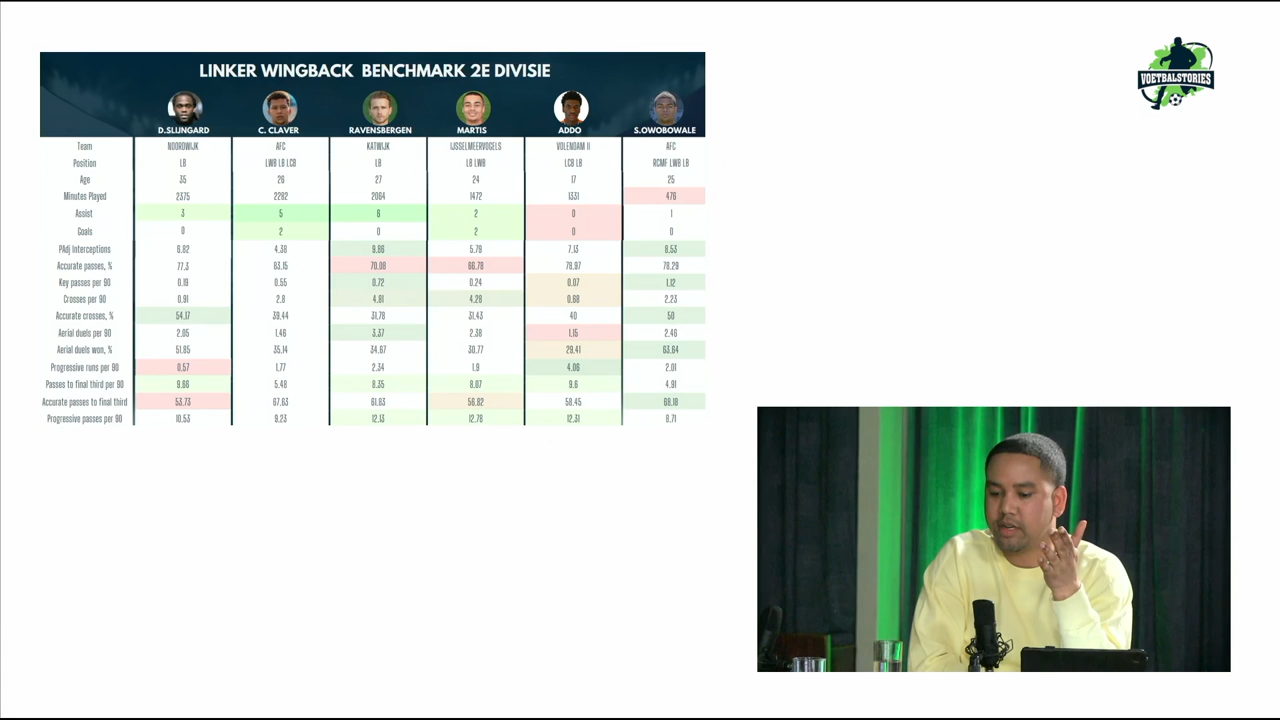 LINKER WINGBACK BENCHMARK 2E DIVISIE
VOETBALSTORIES
D.SLIJNGARD C. CLAVER RAVENSBERGEN MARTIS ADDO S.OWOBOWALE
Team NOORDWIJK AFC KATWIJK IJSSELMEERVOGELS VOLENDAM II AFC
Position LB LWB LB LCB LB LB LWB LCB LB RCMF LWB LB
Age 35 26 27 24 17 25
Minutes Played 2375 2282 2064 1472 1331 476
Assist 3 5 6 2 0 1
Goals 0 2 0 2 0 0
PAdj Interceptions 6.82 4.38 9.86 5.79 7.13 8.53
Accurate passes, % 77.3 83.15 70.08 66.78 78.97 78.29
Key passes per 90 0.19 0.55 0.72 0.24 0.07 1.12
Crosses per 90 0.91 2.8 4.81 4.28 0.68 2.23
Accurate crosses, % 54.17 39.44 31.78 31.43 40 50
Aerial duels per 90 2.05 1.46 3.37 2.38 1.15 2.46
Aerial duels won, % 51.85 35.14 34.67 30.77 29.41 63.64
Progressive runs per 90 0.57 1.77 2.34 1.9 4.06 2.01
Passes to final third per 90 9.66 5.48 8.35 8.07 9.6 4.91
Accurate passes to final third 53.73 67.63 61.63 56.82 58.45 68.18
Progressive passes per 90 10.53 9.23 12.13 12.78 12.31 8.71